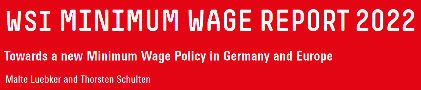 WSI MINIMUM WAGE REPORT 2022
Towards a new Minimum Wage Policy in Germany and Europe
Malte Luebker and Thorsten Schulten